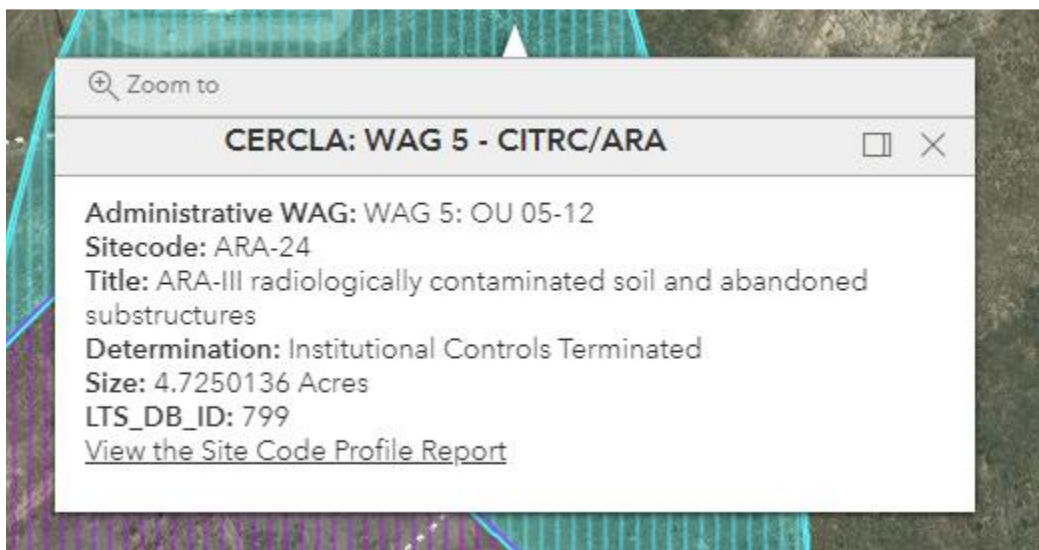 Zoom to
CERCLA: WAG 5 - CITRC/ARA
Administrative WAG: WAG 5: OU 05-12
Sitecode: ARA-24
Title: ARA-III radiologically contaminated soil and abandoned
substructures
Determination: Institutional Controls Terminated
Size: 4.7250136 Acres
LTS_DB_ID: 799
View the Site Code Profile Report